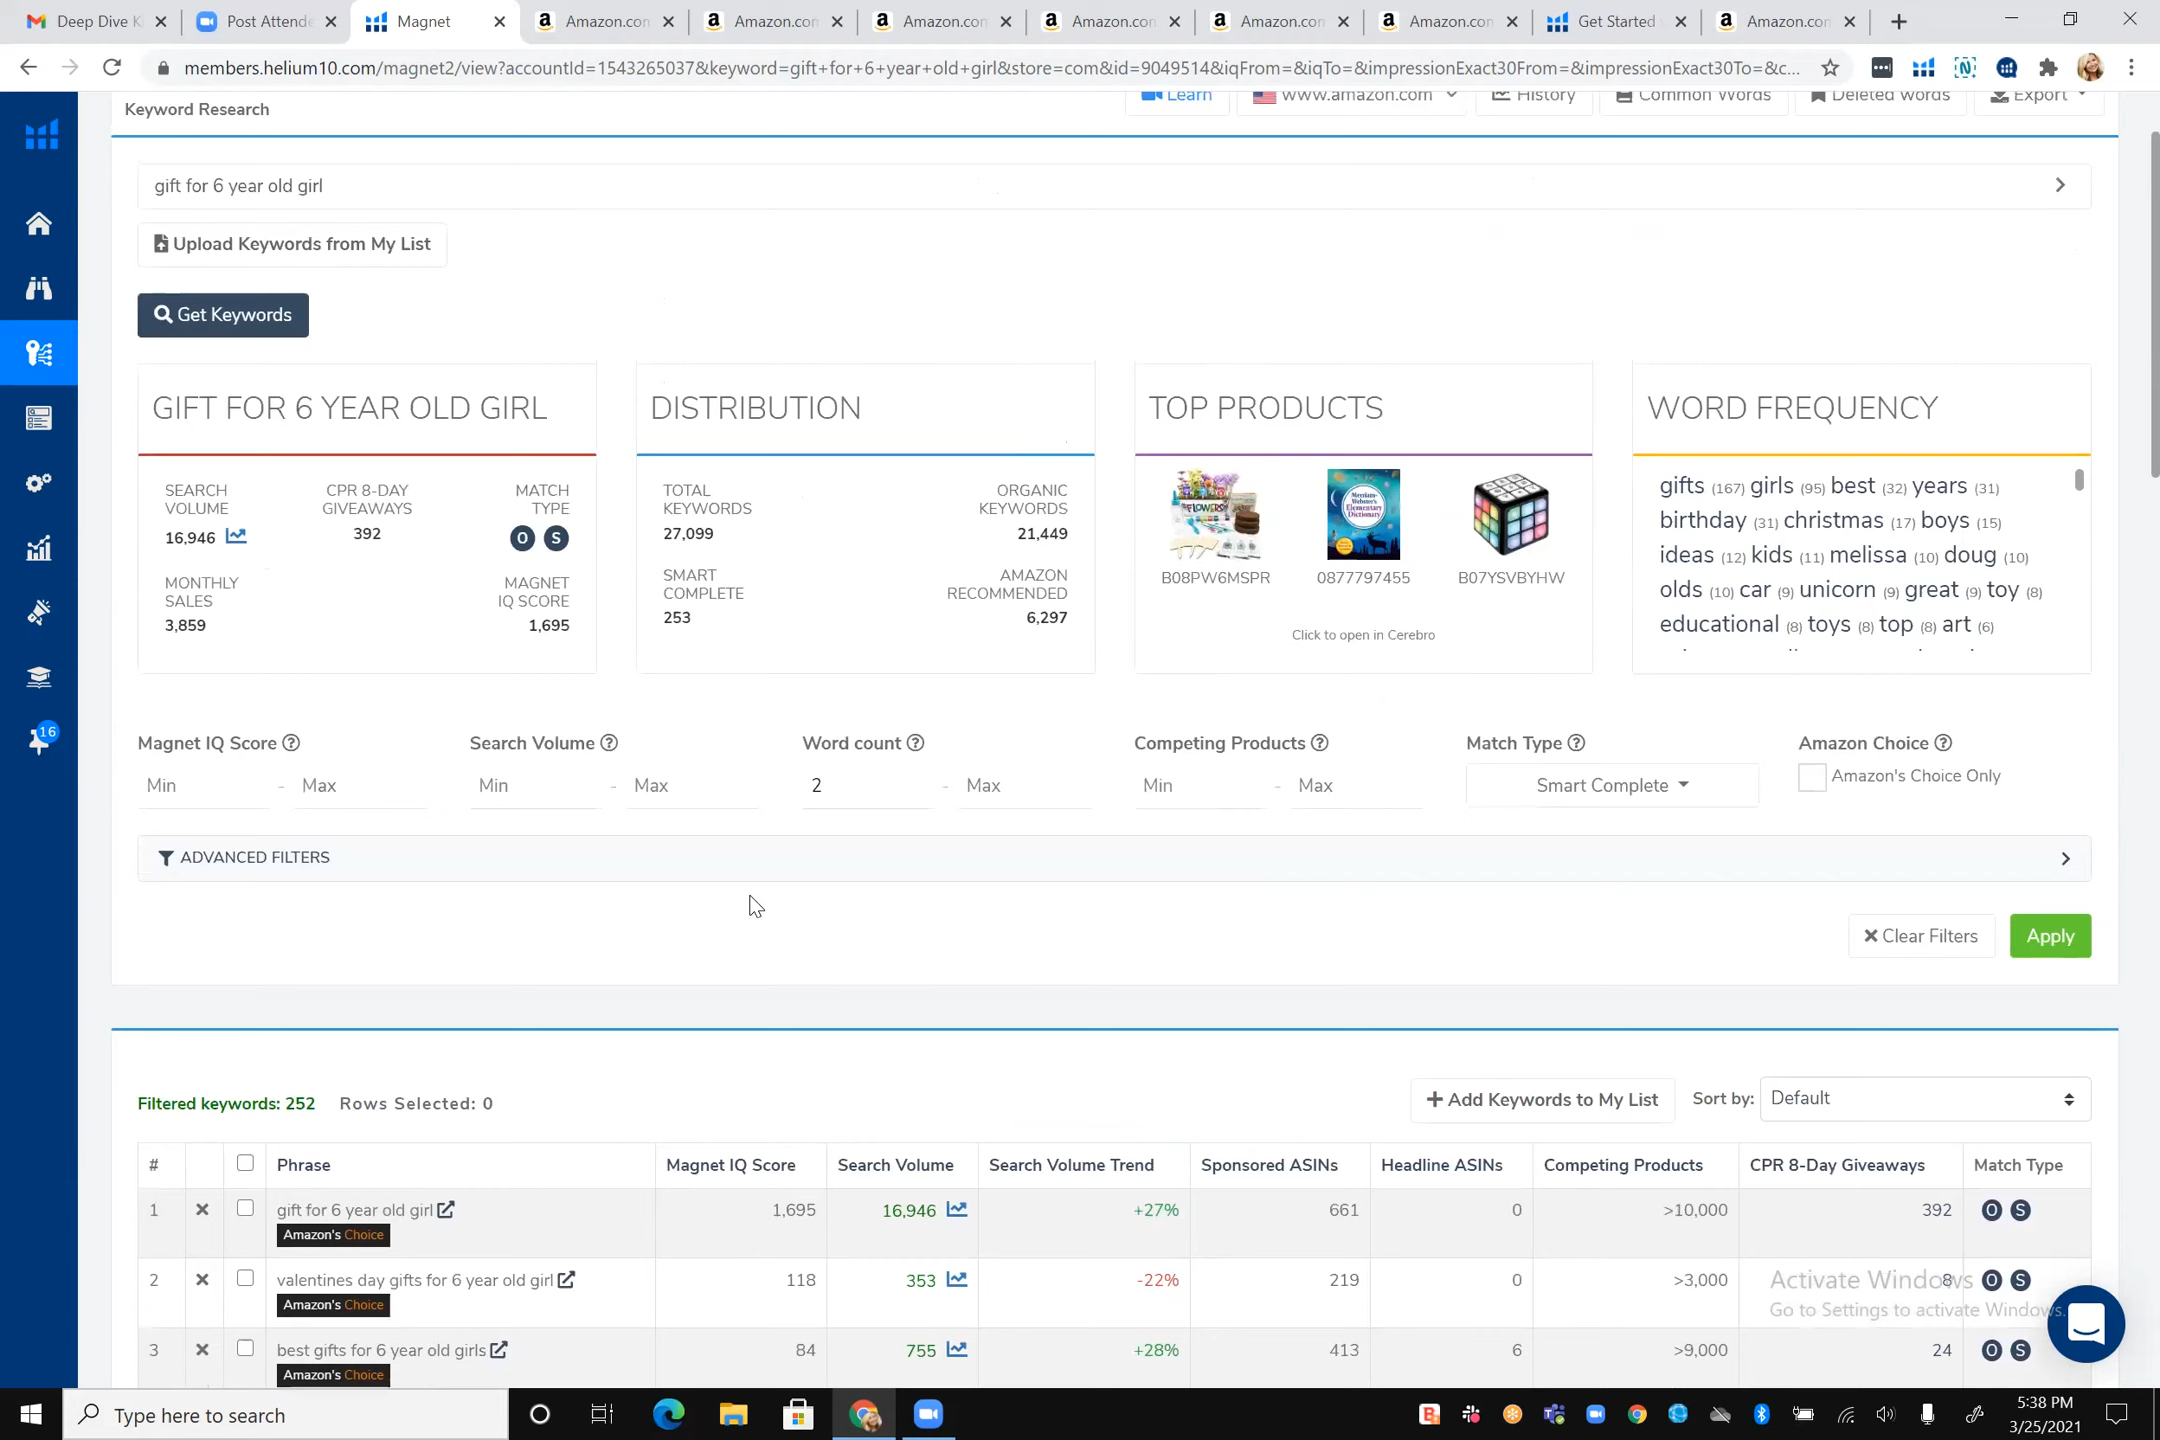 Deep Dive K
Post Attende
Magnet
Amazon.con
Amazon.con
Amazon.con
Amazon.con
Amazon.con
Amazon.con
Get Started
Amazon.con
members.helium10.com/magnet2/view?accountId=1543265037&keyword=gift+for+6+year+old+girl&store=com&id=9049514&iqFrom=&iqTo=&impressionExact30From=&impressionExact30To=&c...
Keyword Research
Learn
www.amazon.com
History
Common Words
Deleted words
Export
gift for 6 year old girl
Upload Keywords from My List
Get Keywords
GIFT FOR 6 YEAR OLD GIRL
SEARCH VOLUME
16,946
CPR 8-DAY GIVEAWAYS
392
MATCH TYPE
O S
MONTHLY SALES
3,859
MAGNET IQ SCORE
1,695
DISTRIBUTION
TOTAL KEYWORDS
27,099
ORGANIC KEYWORDS
21,449
SMART COMPLETE
253
AMAZON RECOMMENDED
6,297
TOP PRODUCTS
FLOWERS
Merriam-Webster's Elementary Dictionary
B08PW6MSPR
0877797455
B07YSVBYHW
Click to open in Cerebro
WORD FREQUENCY
gifts (167) girls (95) best (32) years (31)
birthday (31) christmas (17) boys (15)
ideas (12) kids (11) melissa (10) doug (10)
olds (10) car (9) unicorn (9) great (9) toy (8)
educational (8) toys (8) top (8) art (6)
Magnet IQ Score
Min - Max
Search Volume
Min - Max
Word count
2 - Max
Competing Products
Min - Max
Match Type
Smart Complete
Amazon Choice
Amazon's Choice Only
ADVANCED FILTERS
Clear Filters
Apply
16
Filtered keywords: 252
Rows Selected: 0
+ Add Keywords to My List
Sort by:
Default
# Phrase Magnet IQ Score Search Volume Search Volume Trend Sponsored ASINs Headline ASINs Competing Products CPR 8-Day Giveaways Match Type
1 gift for 6 year old girl 1,695 16,946 +27% 661 0 >10,000 392 O S
Amazon's Choice
2 valentines day gifts for 6 year old girl 118 353 -22% 219 0 >3,000 8 O S
Amazon's Choice
3 best gifts for 6 year old girls 84 755 +28% 413 6 >9,000 24 O S
Amazon's Choice
Activate Windows
Go to Settings to activate Windows.
Type here to search
5:38 PM
3/25/2021